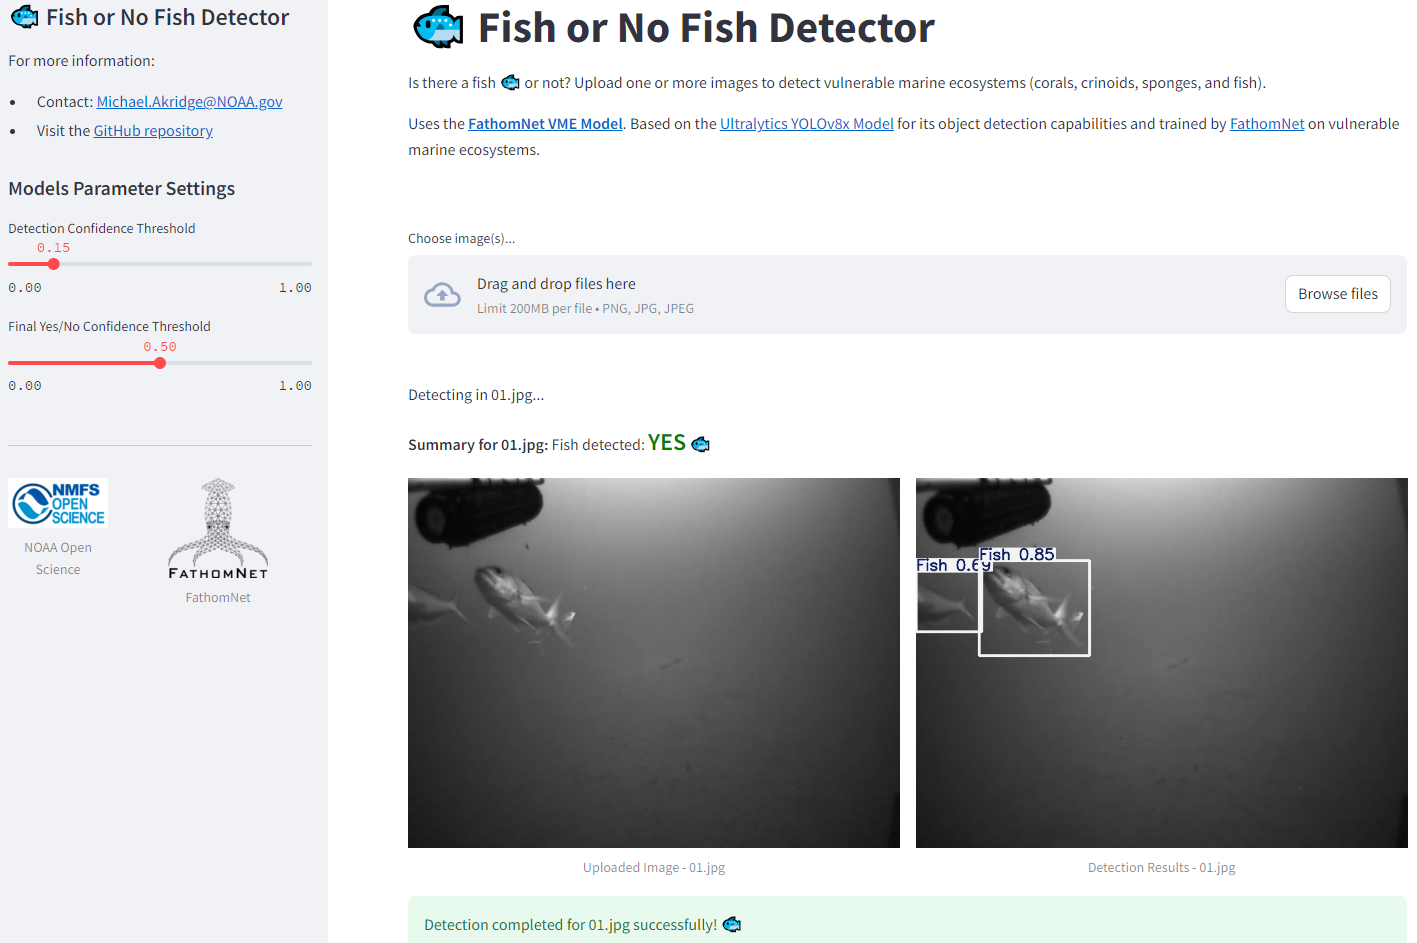 Fish or No Fish Detector
For more information:
Contact: Michael.Akridge@NOAA.gov
Visit the GitHub repository
Models Parameter Settings
Detection Confidence Threshold
0.15
0.00 1.00
Final Yes/No Confidence Threshold
0.50
0.00 1.00
NMFS
OPEN
SCIENCE
NOAA Open
Science
FATHOMNET
FathomNet
Fish or No Fish Detector
Is there a fish or not? Upload one or more images to detect vulnerable marine ecosystems (corals, crinoids, sponges, and fish).
Uses the FathomNet VME Model. Based on the Ultralytics YOLOv8x Model for its object detection capabilities and trained by FathomNet on vulnerable
marine ecosystems.
Choose image(s)...
Drag and drop files here
Limit 200MB per file • PNG, JPG, JPEG
Browse files
Detecting in 01.jpg...
Summary for 01.jpg: Fish detected: YES
Fish 0.85
Fish 0.69
Uploaded Image - 01.jpg
Detection Results - 01.jpg
Detection completed for 01.jpg successfully!